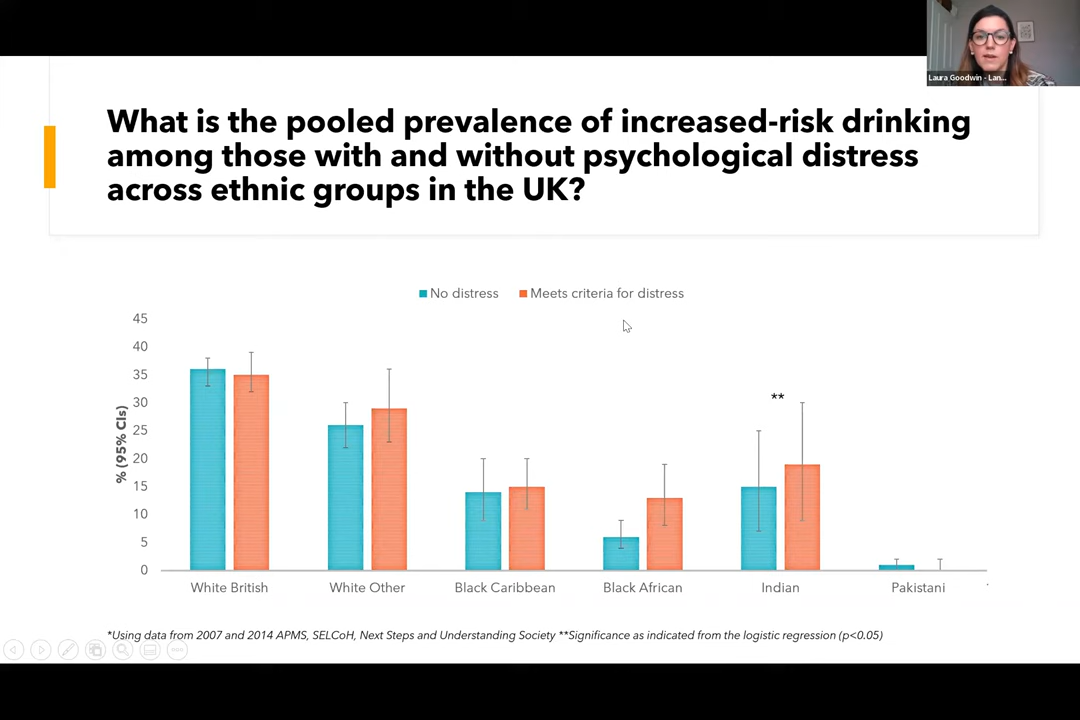 Laura Goodwin - Lan...
What is the pooled prevalence of increased-risk drinking
among those with and without psychological distress
across ethnic groups in the UK?
No distress
Meets criteria for distress
% (95% CIs)
45
40
35
30
25
20
15
10
5
0
**
White British
White Other
Black Caribbean
Black African
Indian
Pakistani
*Using data from 2007 and 2014 APMS, SELCoH, Next Steps and Understanding Society **Significance as indicated from the logistic regression (p<0.05)